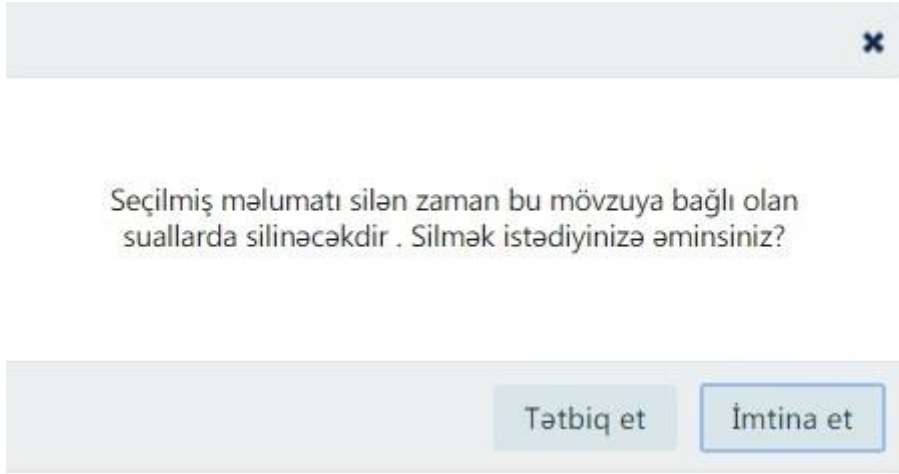 Seçilmiş məlumatı silən zaman bu mövzuya bağlı olan
suallarda silinəcəkdir . Silmək istədiyinizə əminsiniz?
Tətbiq et İmtina et